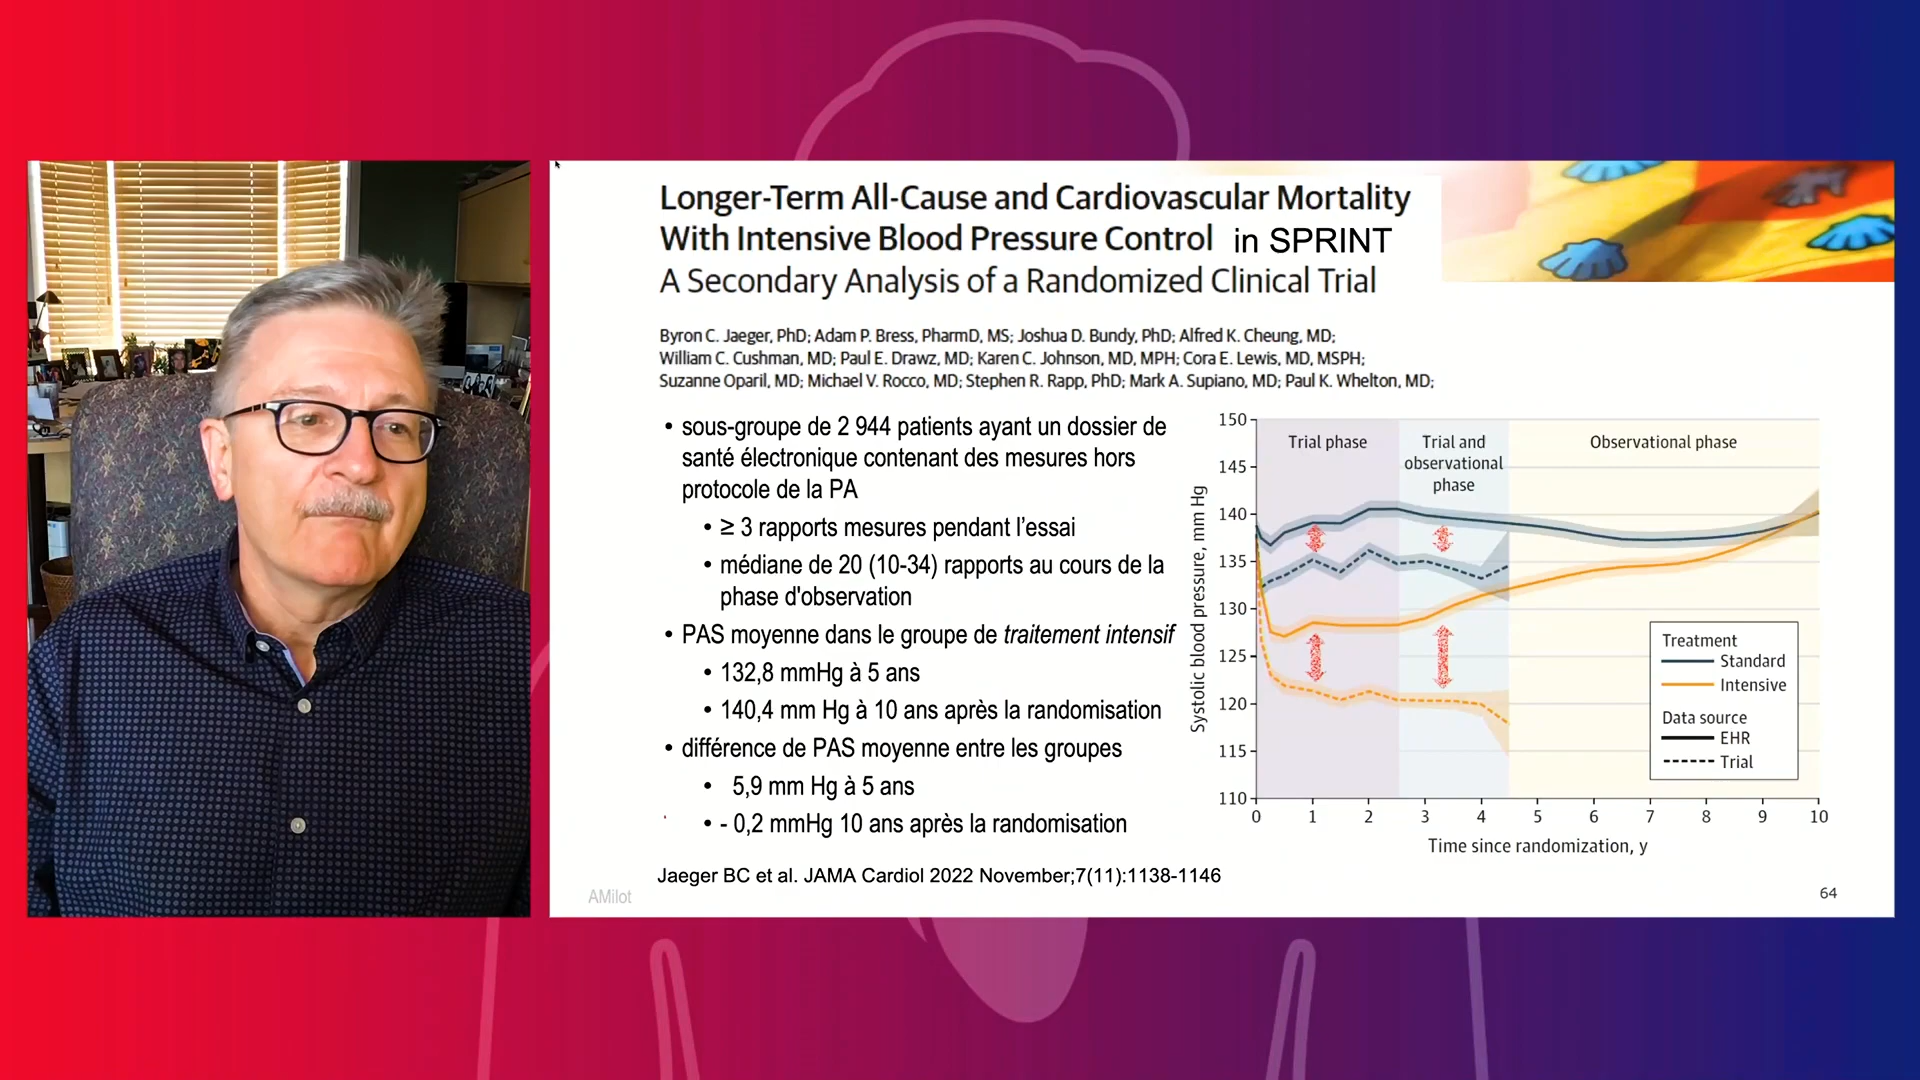 Longer-Term All-Cause and Cardiovascular Mortality
With Intensive Blood Pressure Control in SPRINT
A Secondary Analysis of a Randomized Clinical Trial
Byron C. Jaeger, PhD; Adam P. Bress, PharmD, MS; Joshua D. Bundy, PhD; Alfred K. Cheung, MD;
William C. Cushman, MD; Paul E. Drawz, MD; Karen C. Johnson, MD, MPH; Cora E. Lewis, MD, MSPH;
Suzanne Oparil, MD; Michael V. Rocco, MD; Stephen R. Rapp, PhD; Mark A. Supiano, MD; Paul K. Whelton, MD;
• sous-groupe de 2 944 patients ayant un dossier de
santé électronique contenant des mesures hors
protocole de la PA
• ≥ 3 rapports mesures pendant l'essai
• médiane de 20 (10-34) rapports au cours de la
phase d'observation
• PAS moyenne dans le groupe de traitement intensif
• 132,8 mmHg à 5 ans
• 140,4 mm Hg à 10 ans après la randomisation
• différence de PAS moyenne entre les groupes
• 5,9 mm Hg à 5 ans
• - 0,2 mmHg 10 ans après la randomisation
Systolic blood pressure, mm Hg
150
145
140
135
130
125
120
115
110
Trial phase
Trial and
observational
phase
Observational phase
Treatment
Standard
Intensive
Data source
EHR
Trial
0 1 2 3 4 5 6 7 8 9 10
Time since randomization, y
Jaeger BC et al. JAMA Cardiol 2022 November;7(11):1138-1146
AMilot
64